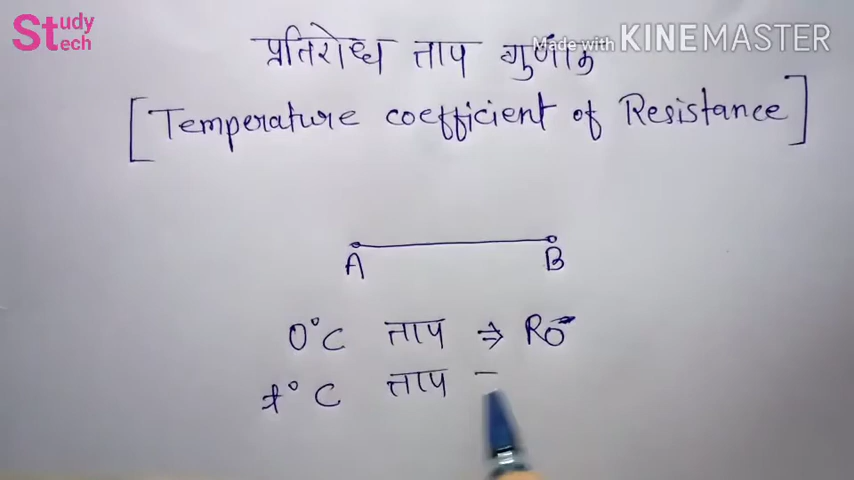 Study
tech
Made with KINEMASTER
प्रतिरोध ताप गुणांक
[Temperature coefficient of Resistance]
A B
0°C ताप ⇒ R0
t°C ताप